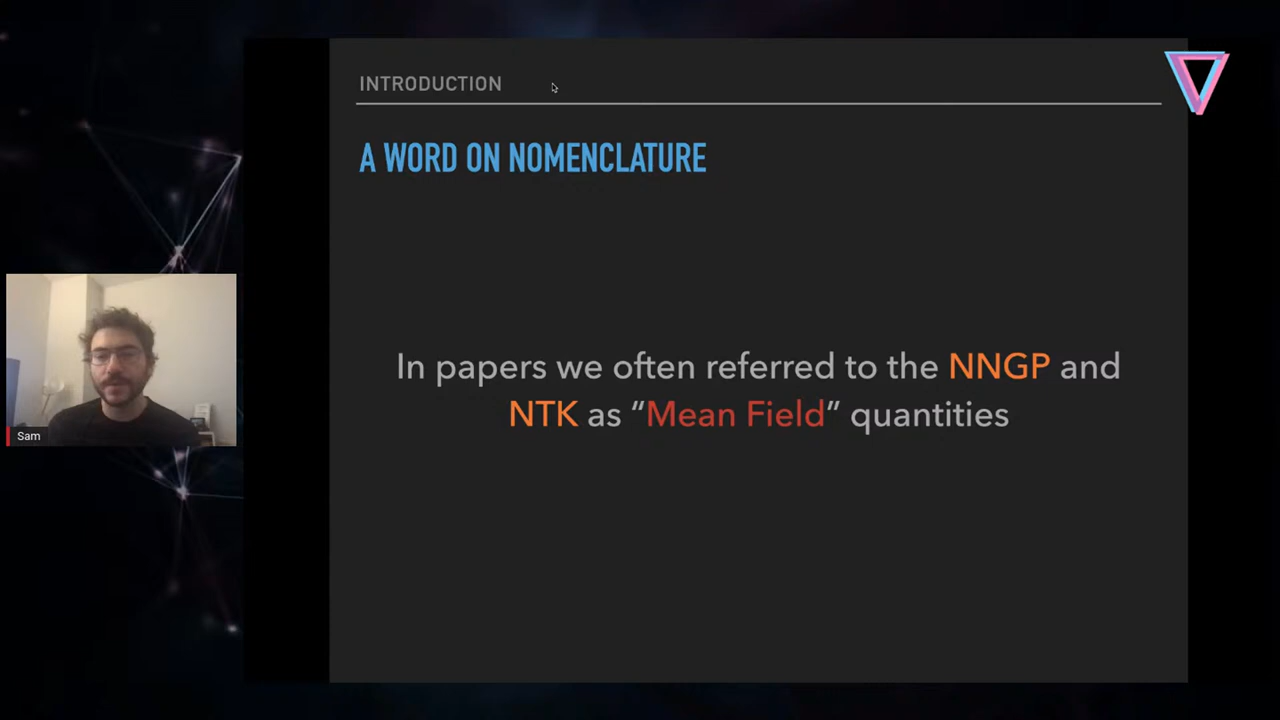 INTRODUCTION
A WORD ON NOMENCLATURE
In papers we often referred to the NNGP and
NTK as “Mean Field” quantities
Sam